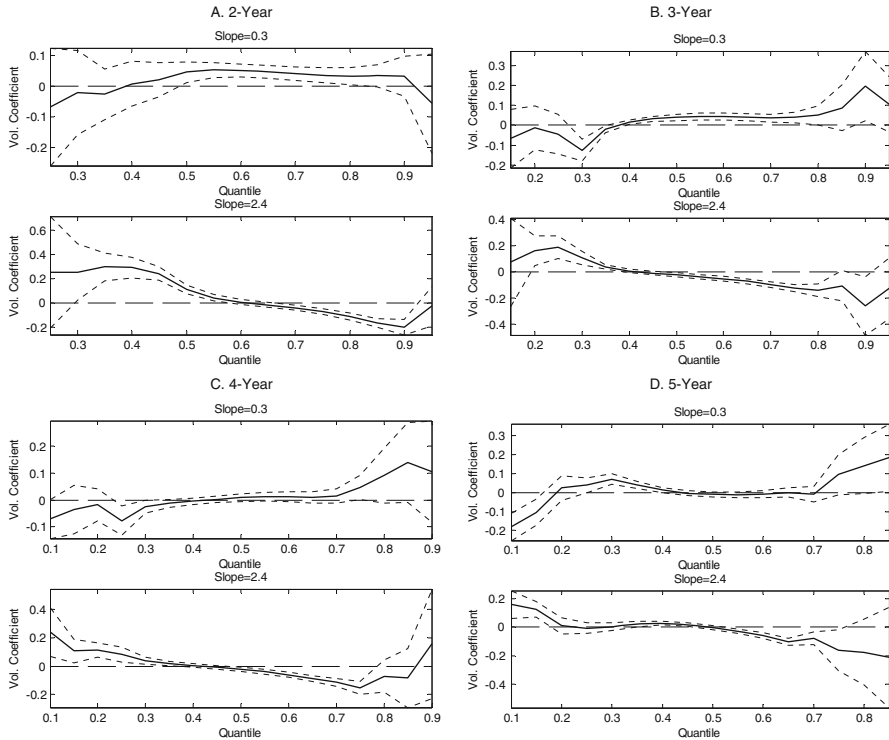 A. 2-Year
Slope=0.3
Vol. Coefficient
0.1
0
-0.1
-0.2
0.3 0.4 0.5 0.6 0.7 0.8 0.9
Quantile
Slope=2.4
Vol. Coefficient
0.6
0.4
0.2
0
-0.2
0.3 0.4 0.5 0.6 0.7 0.8 0.9
Quantile
B. 3-Year
Slope=0.3
Vol. Coefficient
0.3
0.2
0.1
0
-0.1
-0.2
0.2 0.3 0.4 0.5 0.6 0.7 0.8 0.9
Quantile
Slope=2.4
Vol. Coefficient
0.4
0.2
0
-0.2
-0.4
0.2 0.3 0.4 0.5 0.6 0.7 0.8 0.9
Quantile
C. 4-Year
Slope=0.3
Vol. Coefficient
0.2
0.1
0
-0.1
0.1 0.2 0.3 0.4 0.5 0.6 0.7 0.8 0.9
Quantile
Slope=2.4
Vol. Coefficient
0.4
0.2
0
-0.2
0.1 0.2 0.3 0.4 0.5 0.6 0.7 0.8 0.9
Quantile
D. 5-Year
Slope=0.3
Vol. Coefficient
0.3
0.2
0.1
0
-0.1
-0.2
0.1 0.2 0.3 0.4 0.5 0.6 0.7 0.8
Quantile
Slope=2.4
Vol. Coefficient
0.2
0
-0.2
-0.4
0.1 0.2 0.3 0.4 0.5 0.6 0.7 0.8
Quantile